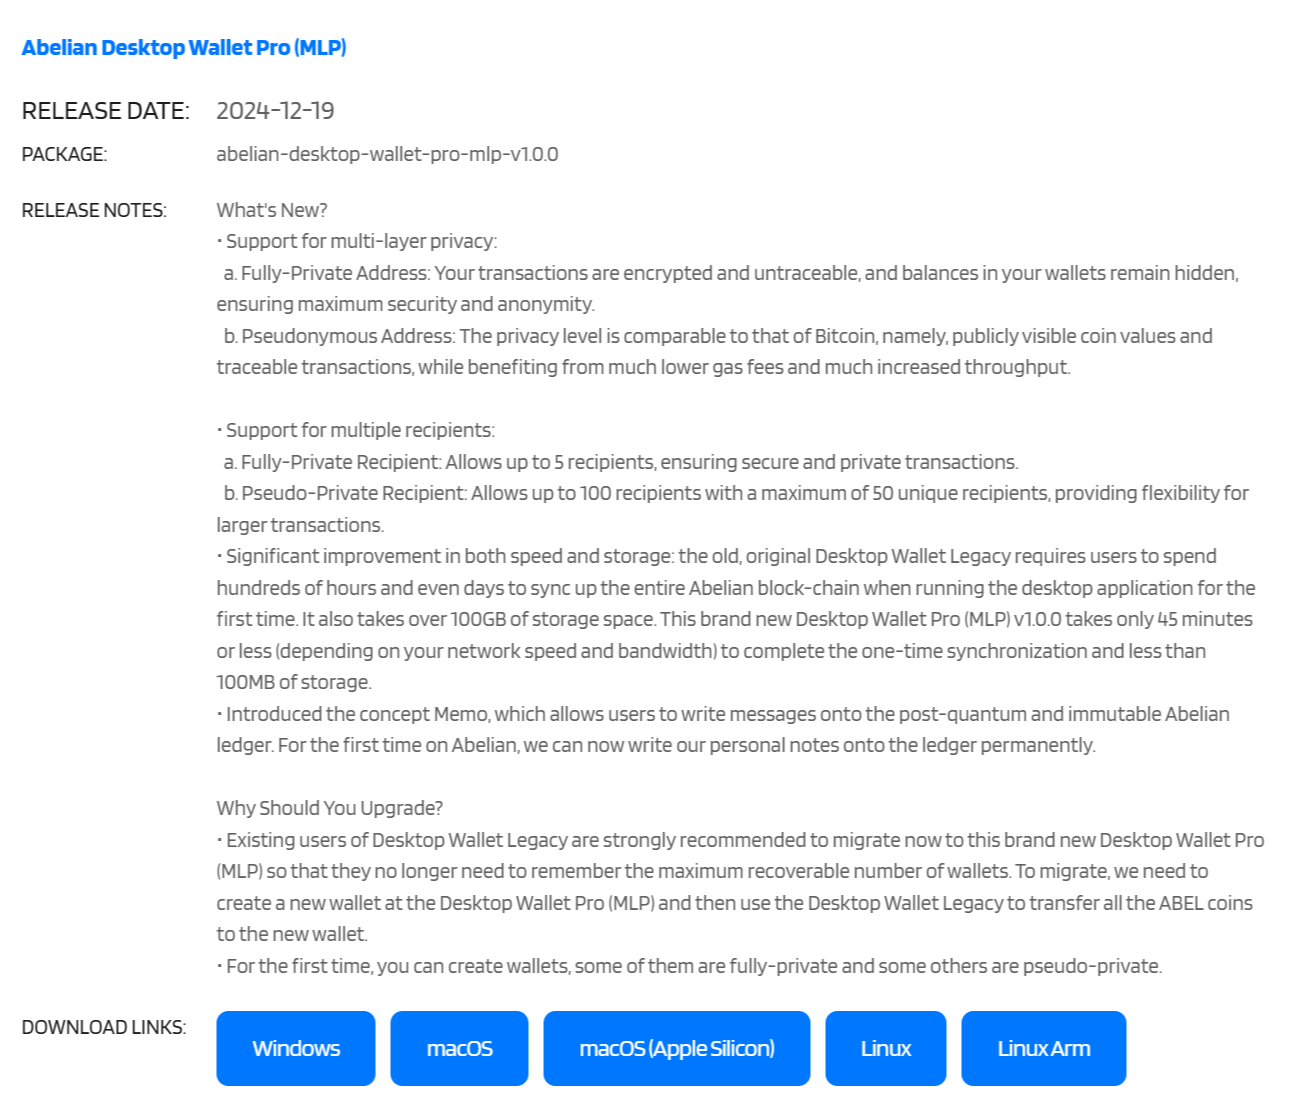 Abelian Desktop Wallet Pro (MLP)
RELEASE DATE: 2024-12-19
PACKAGE: abelian-desktop-wallet-pro-mlp-v1.0.0
RELEASE NOTES: What's New?
• Support for multi-layer privacy:
a. Fully-Private Address: Your transactions are encrypted and untraceable, and balances in your wallets remain hidden,
ensuring maximum security and anonymity.
b. Pseudonymous Address: The privacy level is comparable to that of Bitcoin, namely, publicly visible coin values and
traceable transactions, while benefiting from much lower gas fees and much increased throughput.
• Support for multiple recipients:
a. Fully-Private Recipient: Allows up to 5 recipients, ensuring secure and private transactions.
b. Pseudo-Private Recipient: Allows up to 100 recipients with a maximum of 50 unique recipients, providing flexibility for
larger transactions.
• Significant improvement in both speed and storage: the old, original Desktop Wallet Legacy requires users to spend
hundreds of hours and even days to sync up the entire Abelian block-chain when running the desktop application for the
first time. It also takes over 100GB of storage space. This brand new Desktop Wallet Pro (MLP) v1.0.0 takes only 45 minutes
or less (depending on your network speed and bandwidth) to complete the one-time synchronization and less than
100MB of storage.
• Introduced the concept Memo, which allows users to write messages onto the post-quantum and immutable Abelian
ledger. For the first time on Abelian, we can now write our personal notes onto the ledger permanently.
Why Should You Upgrade?
• Existing users of Desktop Wallet Legacy are strongly recommended to migrate now to this brand new Desktop Wallet Pro
(MLP) so that they no longer need to remember the maximum recoverable number of wallets. To migrate, we need to
create a new wallet at the Desktop Wallet Pro (MLP) and then use the Desktop Wallet Legacy to transfer all the ABEL coins
to the new wallet.
• For the first time, you can create wallets, some of them are fully-private and some others are pseudo-private.
DOWNLOAD LINKS: Windows macOS macOS (Apple Silicon) Linux Linux Arm